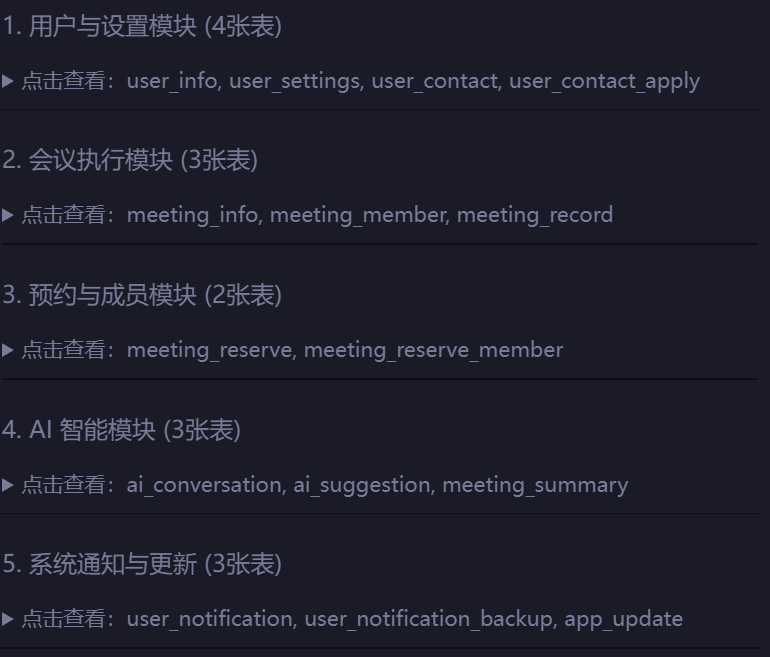 1. 用户与设置模块 (4张表)
▶ 点击查看：user_info, user_settings, user_contact, user_contact_apply
2. 会议执行模块 (3张表)
▶ 点击查看：meeting_info, meeting_member, meeting_record
3. 预约与成员模块 (2张表)
▶ 点击查看：meeting_reserve, meeting_reserve_member
4. AI 智能模块 (3张表)
▶ 点击查看：ai_conversation, ai_suggestion, meeting_summary
5. 系统通知与更新 (3张表)
▶ 点击查看：user_notification, user_notification_backup, app_update